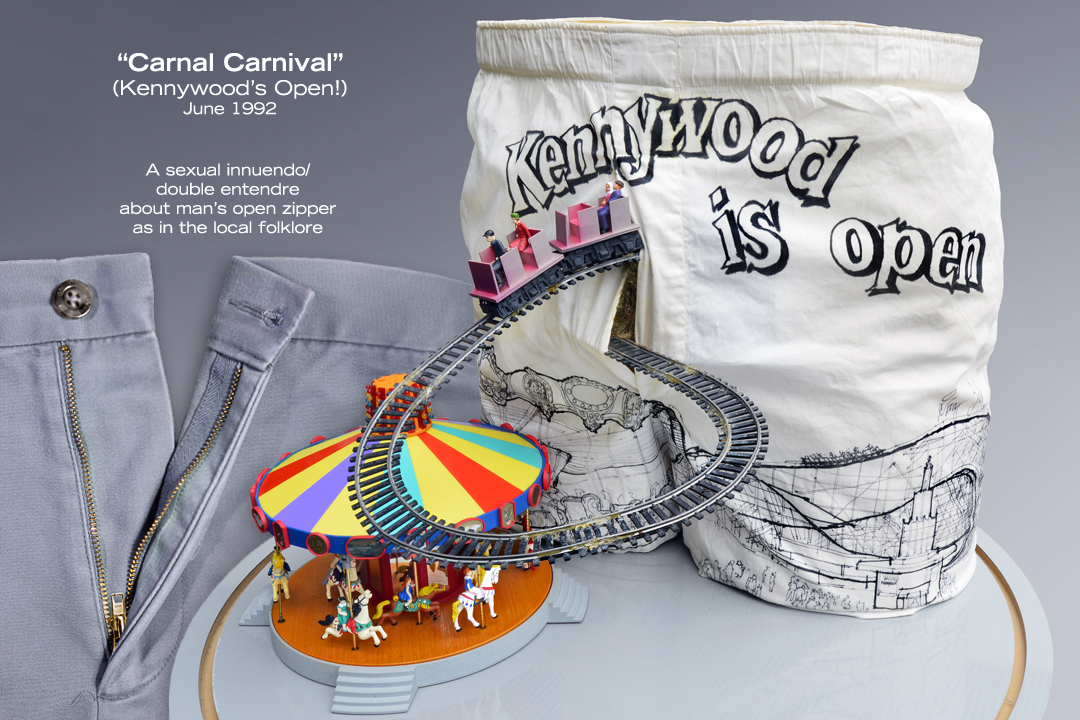 “Carnal Carnival”
(Kennywood’s Open!)
June 1992
A sexual innuendo/
double entendre
about man’s open zipper
as in the local folklore
Kennywood
is open